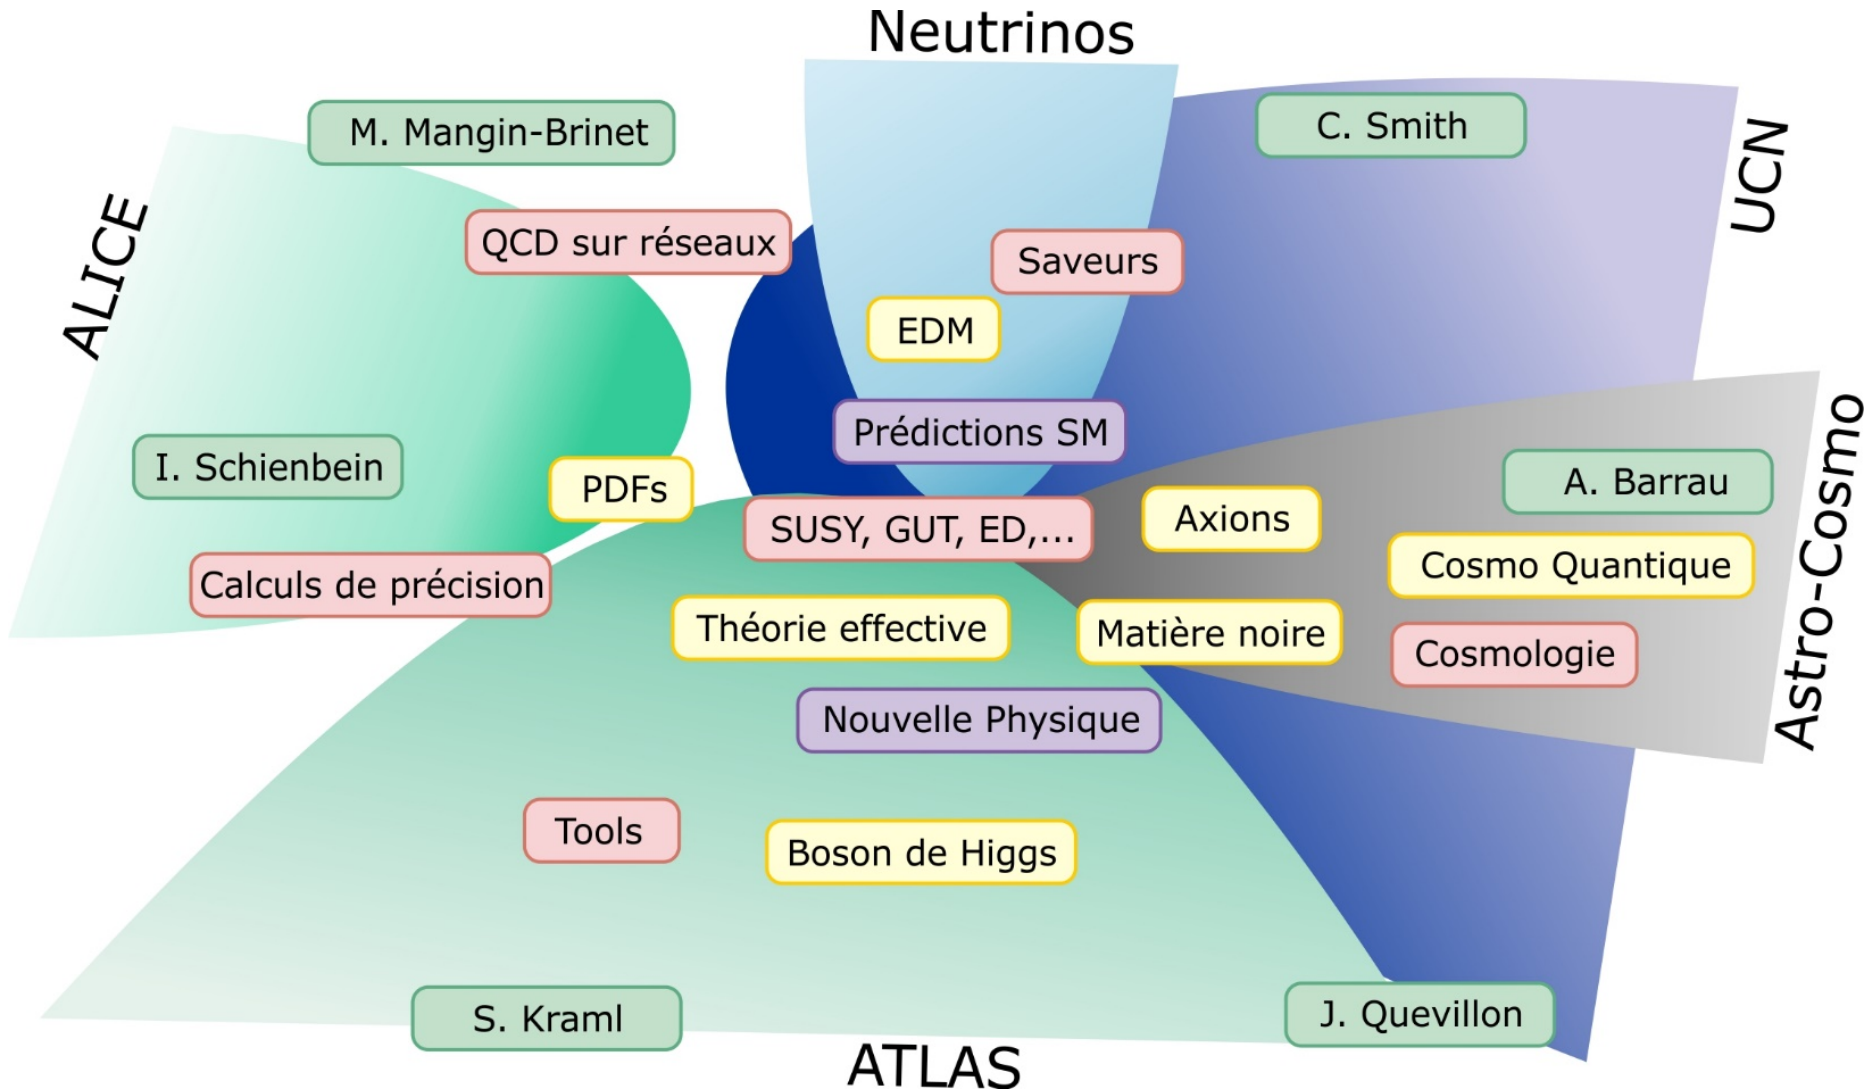 Neutrinos
M. Mangin-Brinet
C. Smith
UCN
ALICE
QCD sur réseaux
Saveurs
EDM
Prédictions SM
I. Schienbein
PDFs
A. Barrau
SUSY, GUT, ED,...
Axions
Cosmo Quantique
Astro-Cosmo
Calculs de précision
Théorie effective
Matière noire
Cosmologie
Nouvelle Physique
Tools
Boson de Higgs
S. Kraml
J. Quevillon
ATLAS